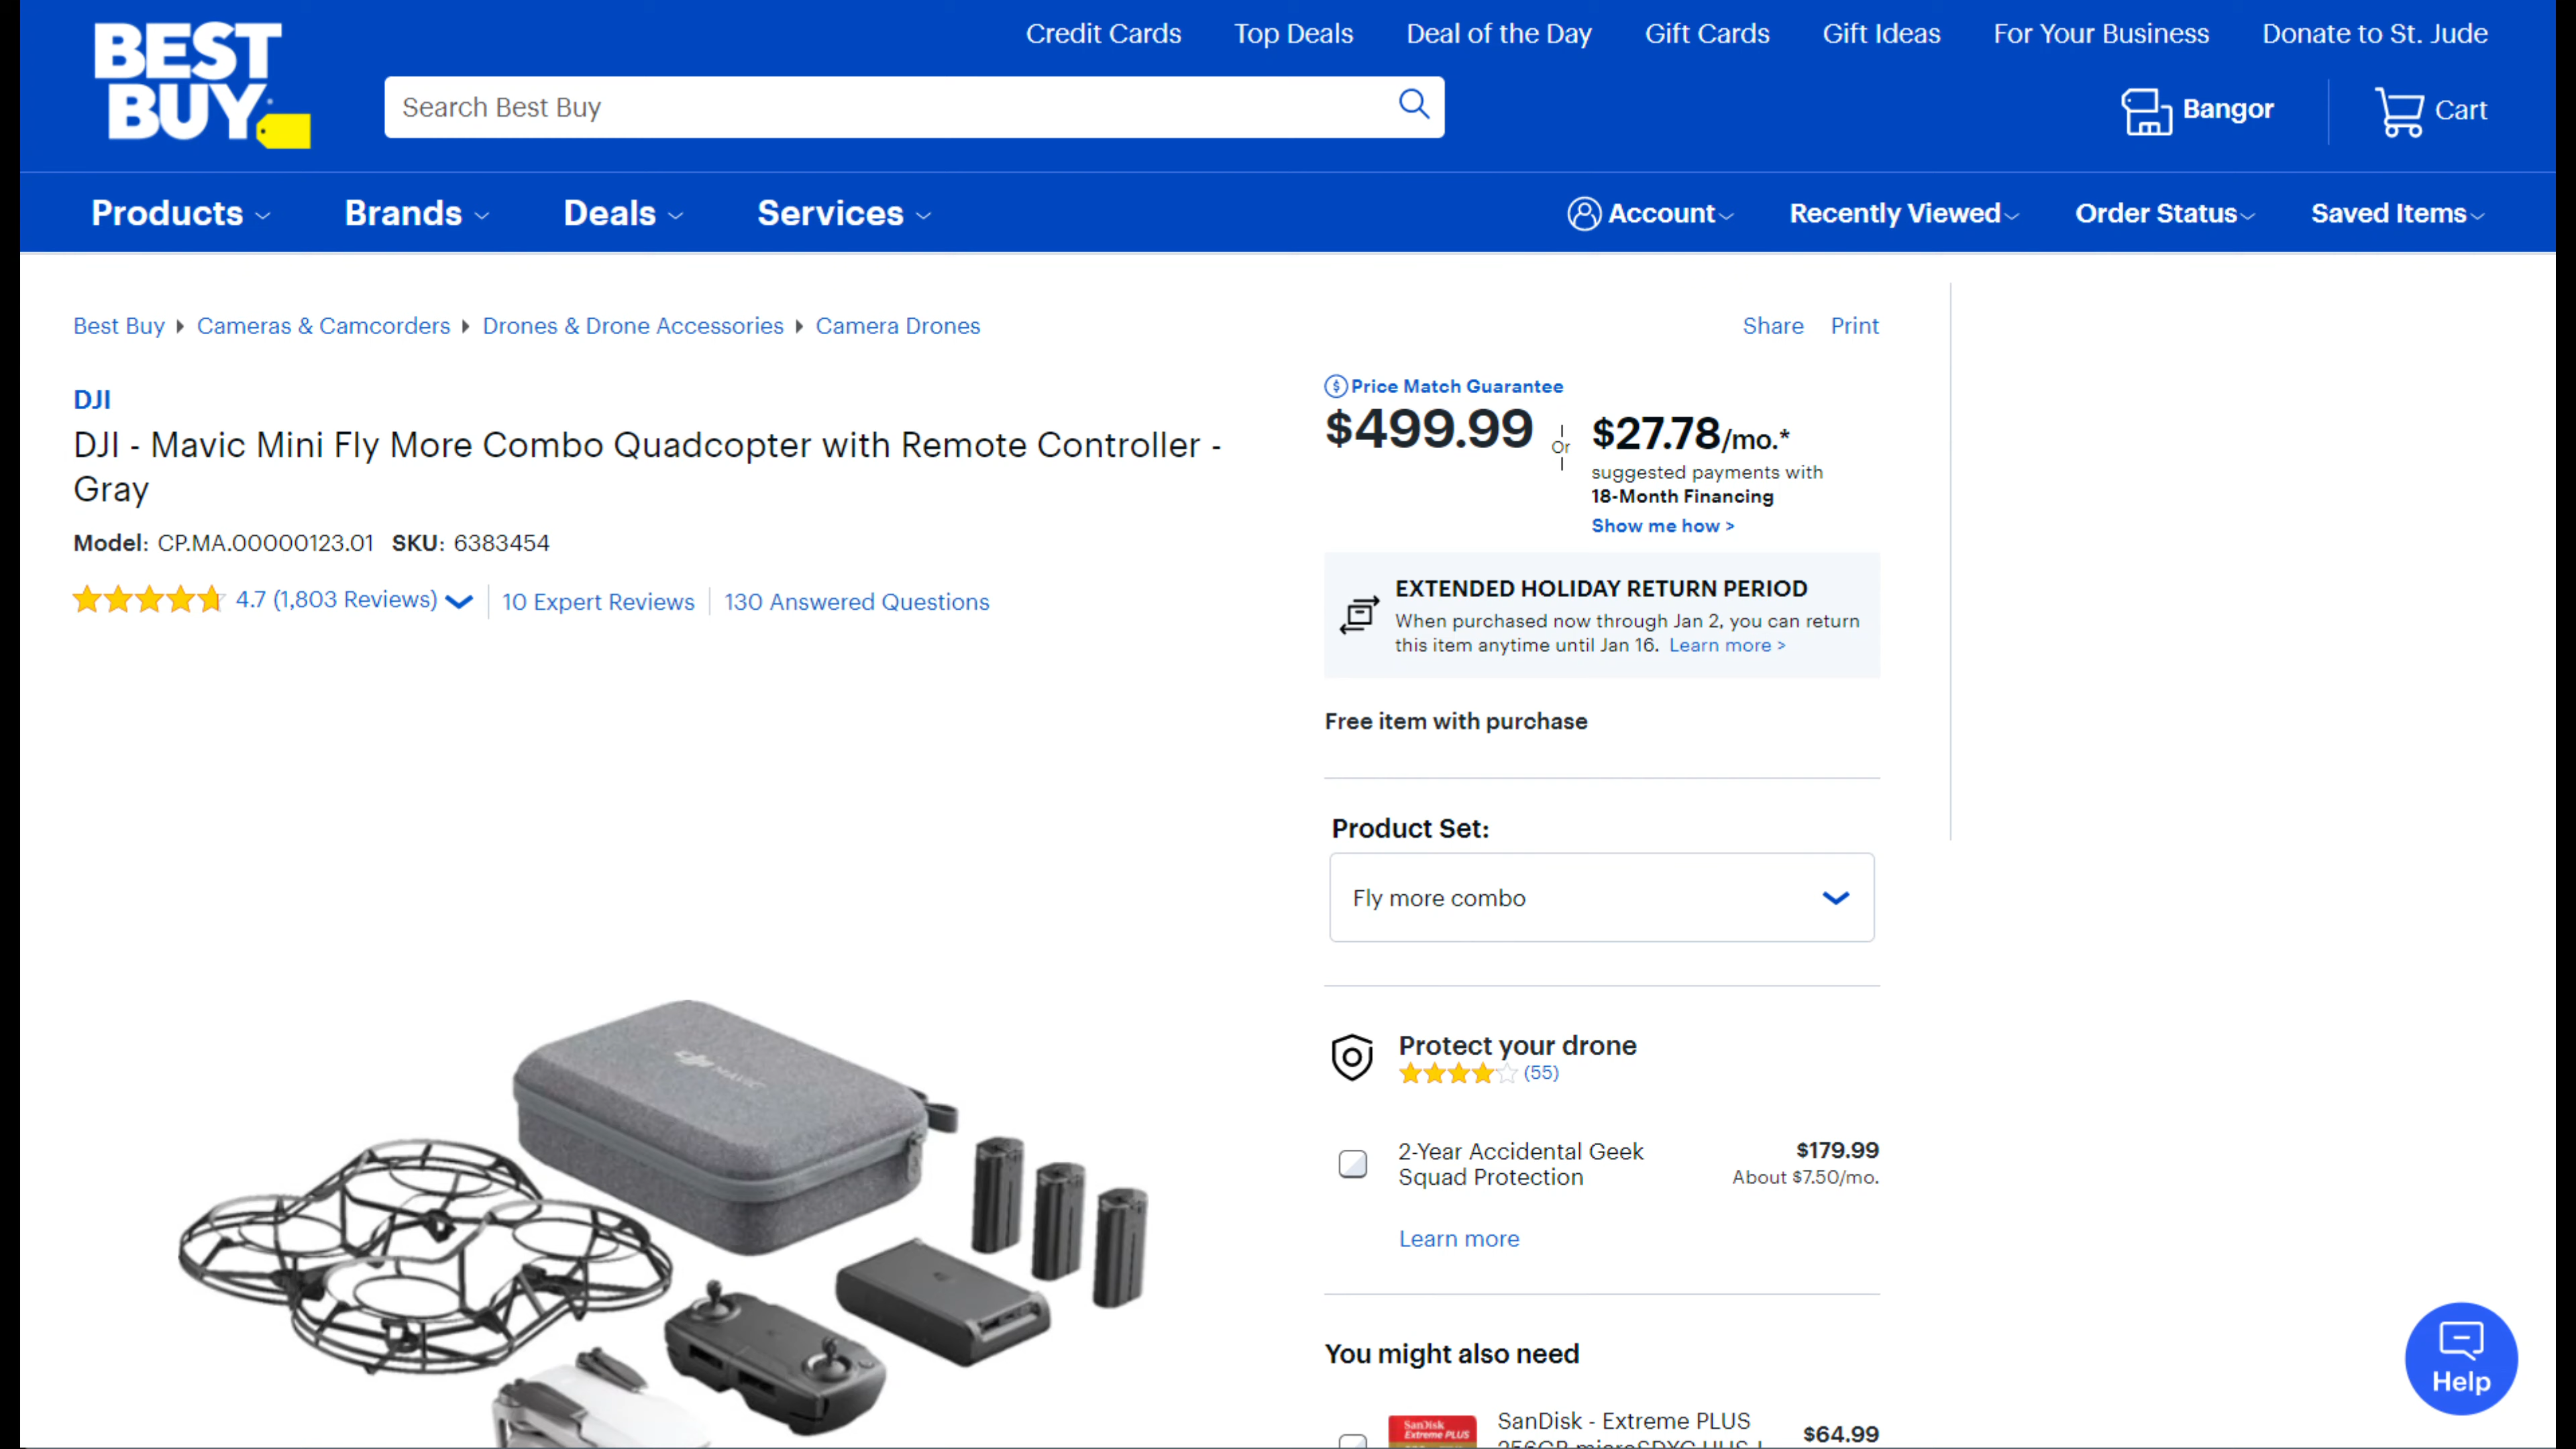 BEST
BUY
Credit Cards
Top Deals
Deal of the Day
Gift Cards
Gift Ideas
For Your Business
Donate to St. Jude
Search Best Buy
Bangor
Cart
Products
Brands
Deals
Services
Account
Recently Viewed
Order Status
Saved Items
Best Buy
Cameras & Camcorders
Drones & Drone Accessories
Camera Drones
Share
Print
DJI
DJI - Mavic Mini Fly More Combo Quadcopter with Remote Controller -
Gray
Model: CP.MA.00000123.01 SKU: 6383454
4.7 (1,803 Reviews)
10 Expert Reviews
130 Answered Questions
Price Match Guarantee
$499.99
Or
$27.78/mo.*
suggested payments with
18-Month Financing
Show me how >
EXTENDED HOLIDAY RETURN PERIOD
When purchased now through Jan 2, you can return
this item anytime until Jan 16. Learn more >
Free item with purchase
Product Set:
Fly more combo
Protect your drone
(55)
2-Year Accidental Geek
Squad Protection
$179.99
About $7.50/mo.
Learn more
dji MAVIC
You might also need
SanDisk
Extreme PLUS
SanDisk - Extreme PLUS
256GB microSDXC UHS-I
$64.99
Help